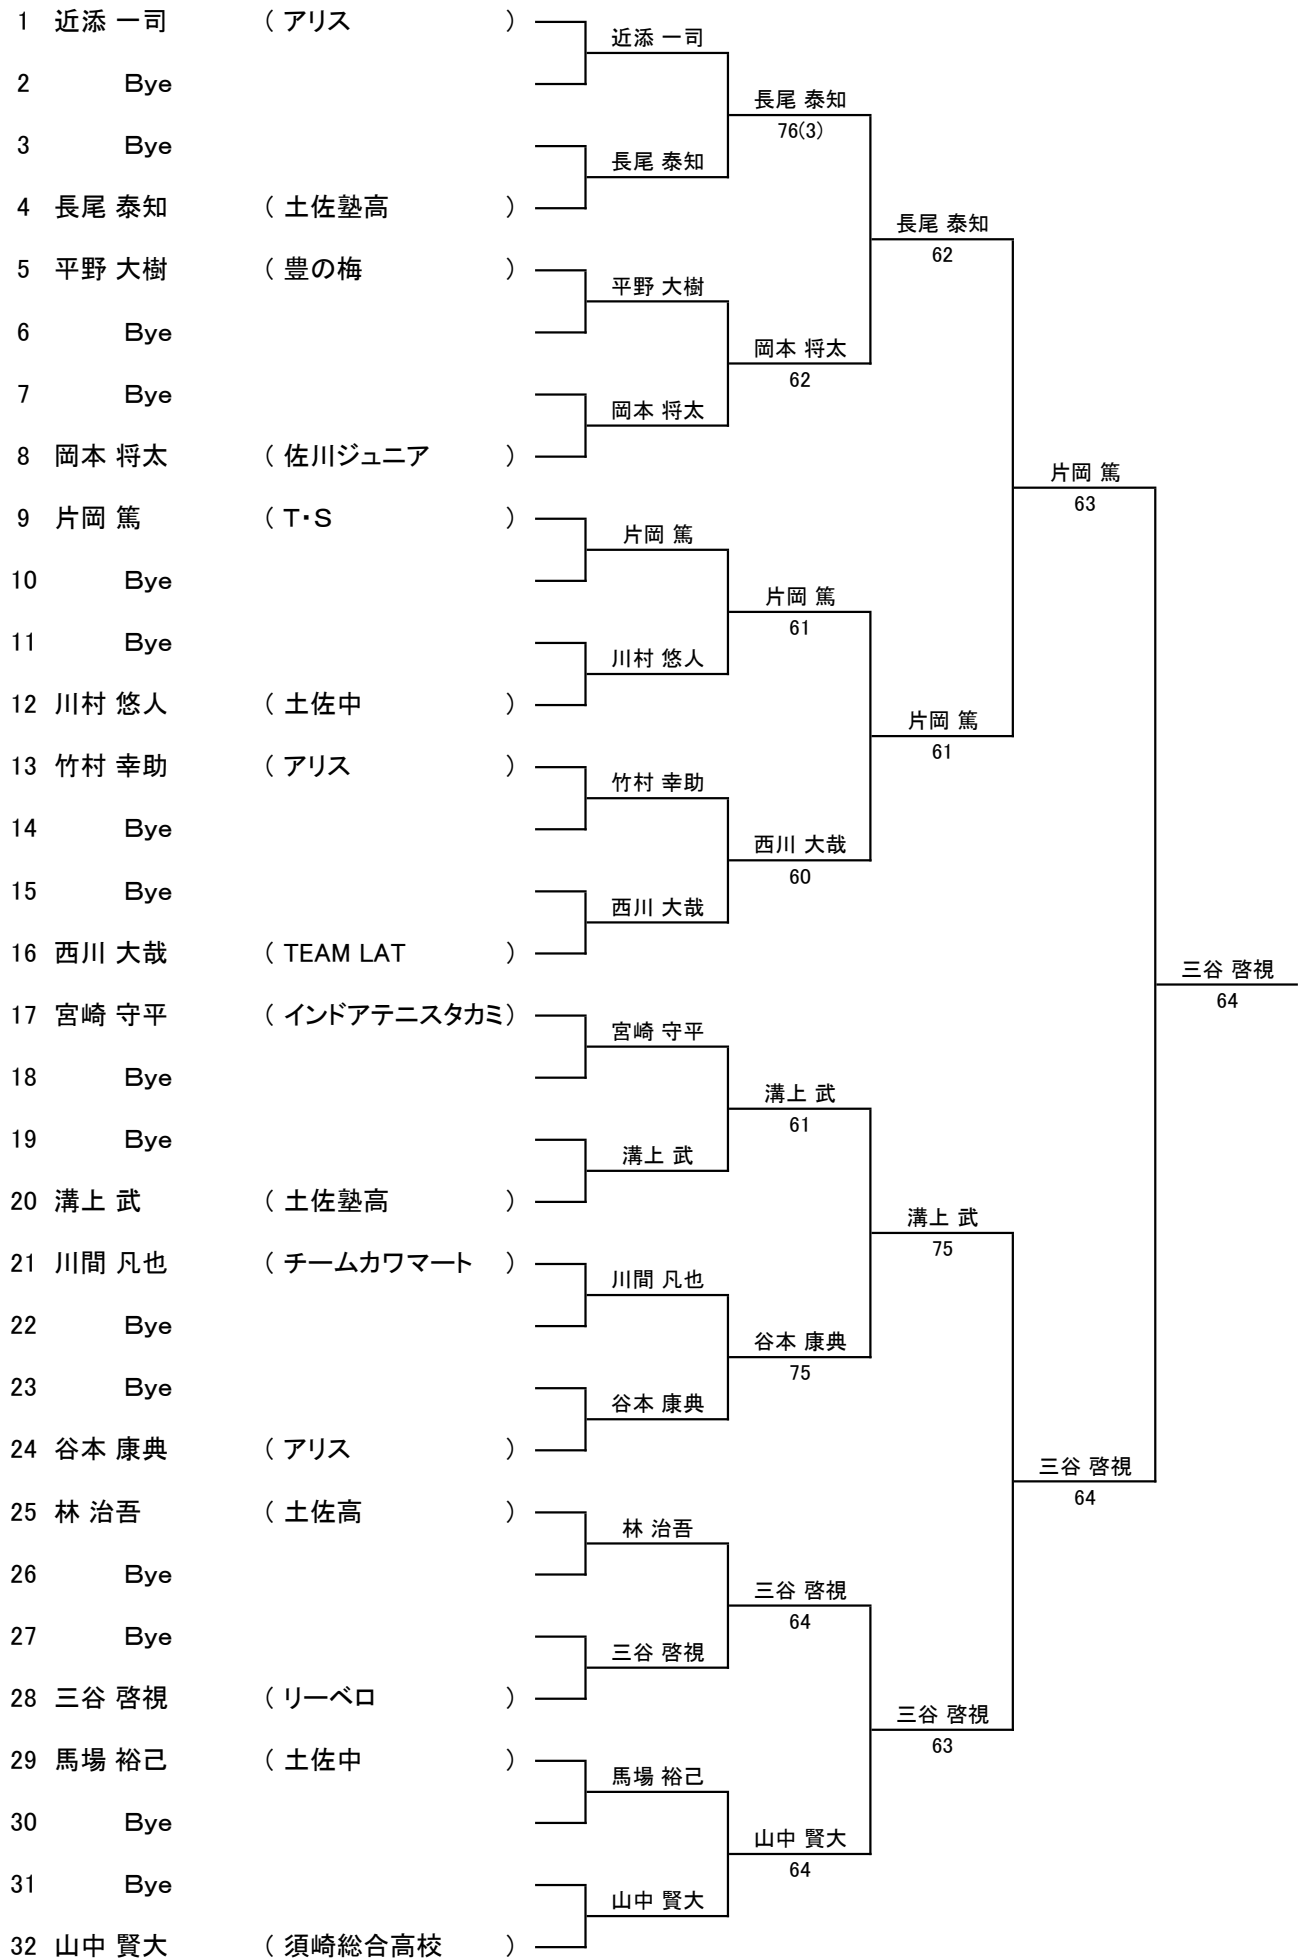 1 近添 一司 ( アリス )
2 Bye
3 Bye
4 長尾 泰知 ( 土佐塾高 )
5 平野 大樹 ( 豊の梅 )
6 Bye
7 Bye
8 岡本 将太 ( 佐川ジュニア )
9 片岡 篤 ( T・S )
10 Bye
11 Bye
12 川村 悠人 ( 土佐中 )
13 竹村 幸助 ( アリス )
14 Bye
15 Bye
16 西川 大哉 ( TEAM LAT )
17 宮崎 守平 ( インドアテニスタカミ )
18 Bye
19 Bye
20 溝上 武 ( 土佐塾高 )
21 川間 凡也 ( チームカワマート )
22 Bye
23 Bye
24 谷本 康典 ( アリス )
25 林 治吾 ( 土佐高 )
26 Bye
27 Bye
28 三谷 啓視 ( リーベロ )
29 馬場 裕己 ( 土佐中 )
30 Bye
31 Bye
32 山中 賢大 ( 須崎総合高校 )
近添 一司
長尾 泰知
平野 大樹
岡本 将太
片岡 篤
川村 悠人
竹村 幸助
西川 大哉
宮崎 守平
溝上 武
川間 凡也
谷本 康典
林 治吾
三谷 啓視
馬場 裕己
山中 賢大
長尾 泰知
76(3)
岡本 将太
62
片岡 篤
61
西川 大哉
60
溝上 武
61
谷本 康典
75
三谷 啓視
64
山中 賢大
64
長尾 泰知
62
片岡 篤
61
溝上 武
75
三谷 啓視
63
片岡 篤
63
三谷 啓視
64
三谷 啓視
64